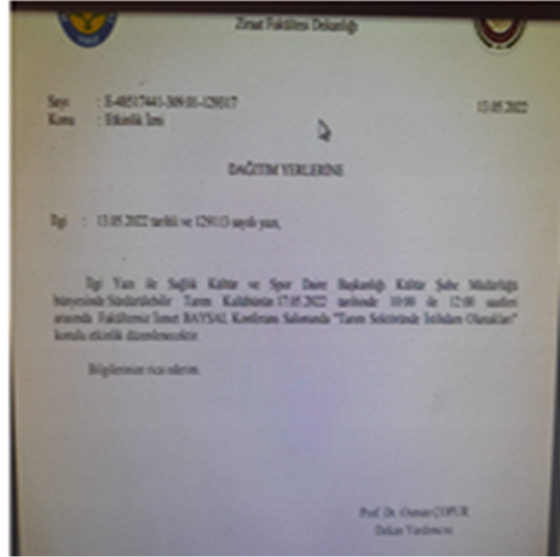 Ziraat Fakültesi Dekanlığı
Sayı : E-48517441-309.01-129317 13.05.2022
Konu : Etkinlik İzni
DAĞITIM YERLERİNE
İlgi : 13.05.2022 tarihli ve 129113 sayılı yazı,
İlgi Yazı ile Sağlık Kültür ve Spor Daire Başkanlığı Kültür Şube Müdürlüğü
bünyesinde Sürdürülebilir Tarım Kulübünün 17.05.2022 tarihinde 10:00 ile 12:00 saatleri
arasında Fakültemiz İsmet BAYSAL Konferans Salonunda "Tarım Sektöründe İstihdam Olanakları"
konulu etkinlik düzenlenecektir.
Bilgilerinize rica ederim.
Prof. Dr. Osman ÇOPUR
Dekan Yardımcısı